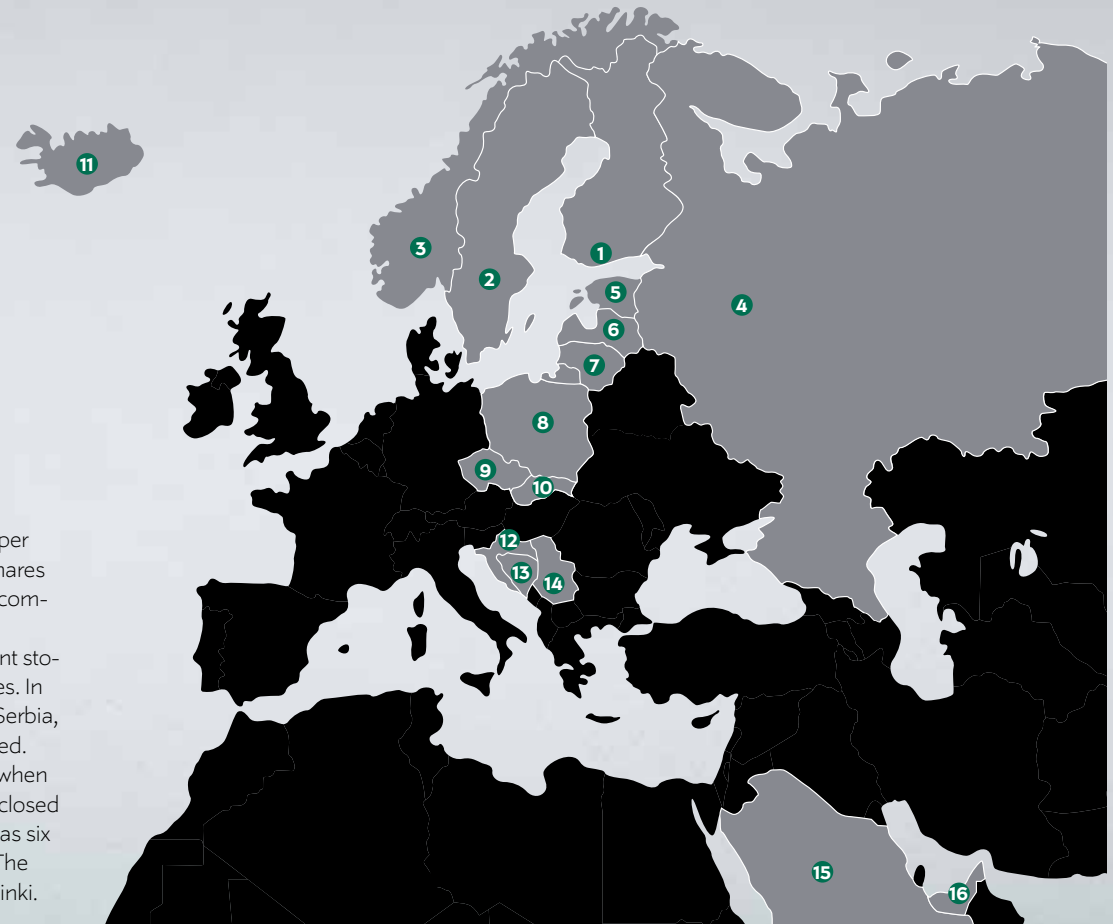 per
nares
com-
nt sto-
es. In
Serbia,
ed.
when
closed
as six
The
inki.
11
3
2
1
5
4
6
7
8
9
10
12
13
14
15
16